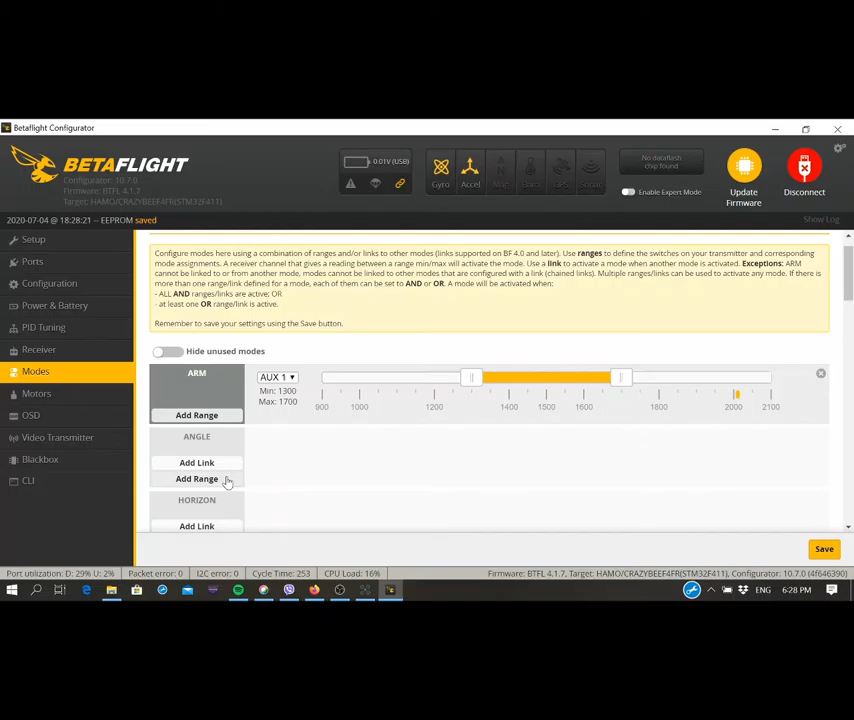 Betaflight Configurator
BETAFLIGHT
Configurator: 10.7.0
Firmware: BTFL 4.1.7
Target: HAMO/CRAZYBEEF4FR(STM32F411)
0.01V (USB)
Gyro
Accel
Mag
Baro
GPS
Sonar
No dataflash
chip found
Enable Expert Mode
Update
Firmware
Disconnect
2020-07-04 @ 18:28:21 -- EEPROM saved
Show Log
Setup
Ports
Configuration
Power & Battery
PID Tuning
Receiver
Modes
Motors
OSD
Video Transmitter
Blackbox
CLI
Configure modes here using a combination of ranges and/or links to other modes (links supported on BF 4.0 and later). Use ranges to define the switches on your transmitter and corresponding
mode assignments. A receiver channel that gives a reading between a range min/max will activate the mode. Use a link to activate a mode when another mode is activated. Exceptions: ARM
cannot be linked to or from another mode, modes cannot be linked to other modes that are configured with a link (chained links). Multiple ranges/links can be used to activate any mode. If there is
more than one range/link defined for a mode, each of them can be set to AND or OR. A mode will be activated when:
- ALL AND ranges/links are active; OR
- at least one OR range/link is active.
Remember to save your settings using the Save button.
Hide unused modes
ARM
Add Range
AUX 1
Min: 1300
Max: 1700
900 1000 1200 1400 1500 1600 1800 2000 2100
ANGLE
Add Link
Add Range
HORIZON
Add Link
Save
Port utilization: D: 29% U: 2%
Packet error: 0
I2C error: 0
Cycle Time: 253
CPU Load: 16%
Firmware: BTFL 4.1.7, Target: HAMO/CRAZYBEEF4FR(STM32F411), Configurator: 10.7.0 (4f646390)
ENG
6:28 PM